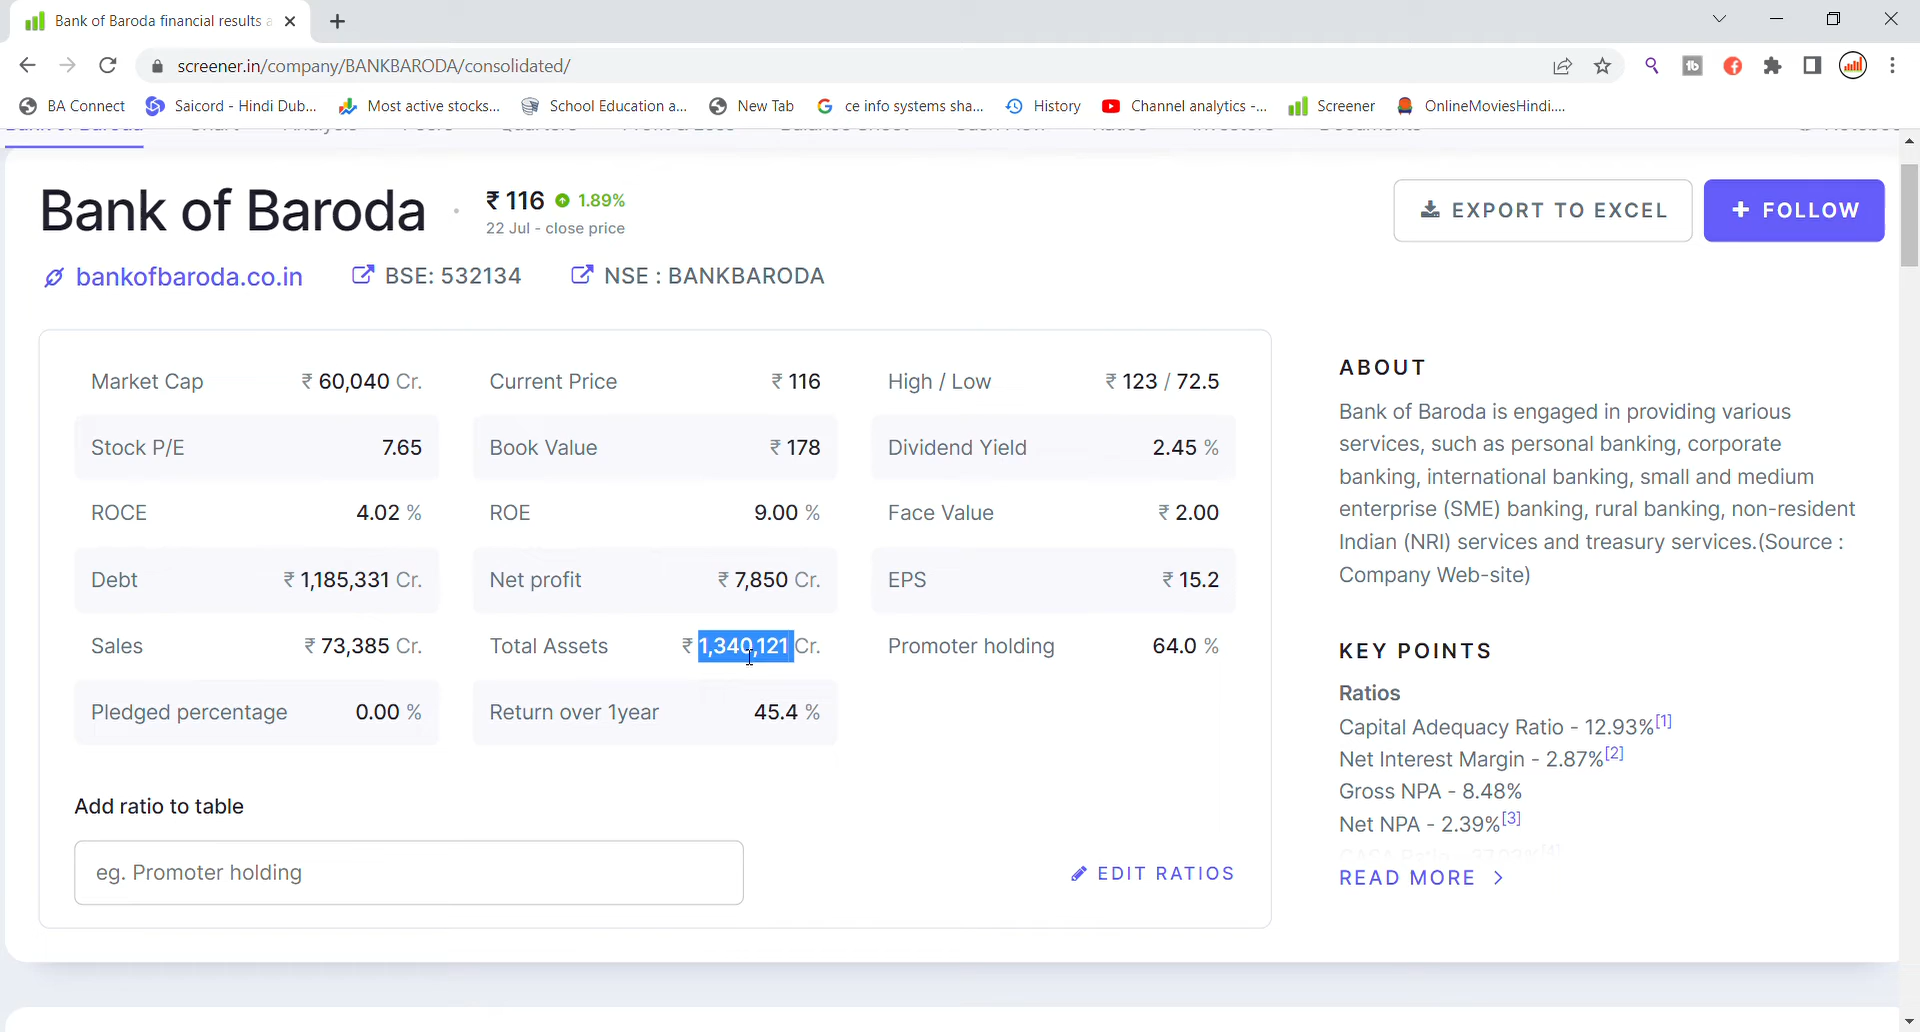 Bank of Baroda financial results a
screener.in/company/BANKBARODA/consolidated/
BA Connect
Saicord - Hindi Dub...
Most active stocks...
School Education a...
New Tab
ce info systems sha...
History
Channel analytics -...
Screener
OnlineMoviesHindi....
Bank of Baroda
₹ 116 1.89%
22 Jul - close price
EXPORT TO EXCEL
+ FOLLOW
bankofbaroda.co.in
BSE: 532134
NSE : BANKBARODA
Market Cap ₹ 60,040 Cr.
Current Price ₹ 116
High / Low ₹ 123 / 72.5
Stock P/E 7.65
Book Value ₹ 178
Dividend Yield 2.45 %
ROCE 4.02 %
ROE 9.00 %
Face Value ₹ 2.00
Debt ₹ 1,185,331 Cr.
Net profit ₹ 7,850 Cr.
EPS ₹ 15.2
Sales ₹ 73,385 Cr.
Total Assets ₹ 1,340,121 Cr.
Promoter holding 64.0 %
Pledged percentage 0.00 %
Return over 1year 45.4 %
Add ratio to table
eg. Promoter holding
EDIT RATIOS
ABOUT
Bank of Baroda is engaged in providing various
services, such as personal banking, corporate
banking, international banking, small and medium
enterprise (SME) banking, rural banking, non-resident
Indian (NRI) services and treasury services.(Source :
Company Web-site)
KEY POINTS
Ratios
Capital Adequacy Ratio - 12.93%[1]
Net Interest Margin - 2.87%[2]
Gross NPA - 8.48%
Net NPA - 2.39%[3]
READ MORE